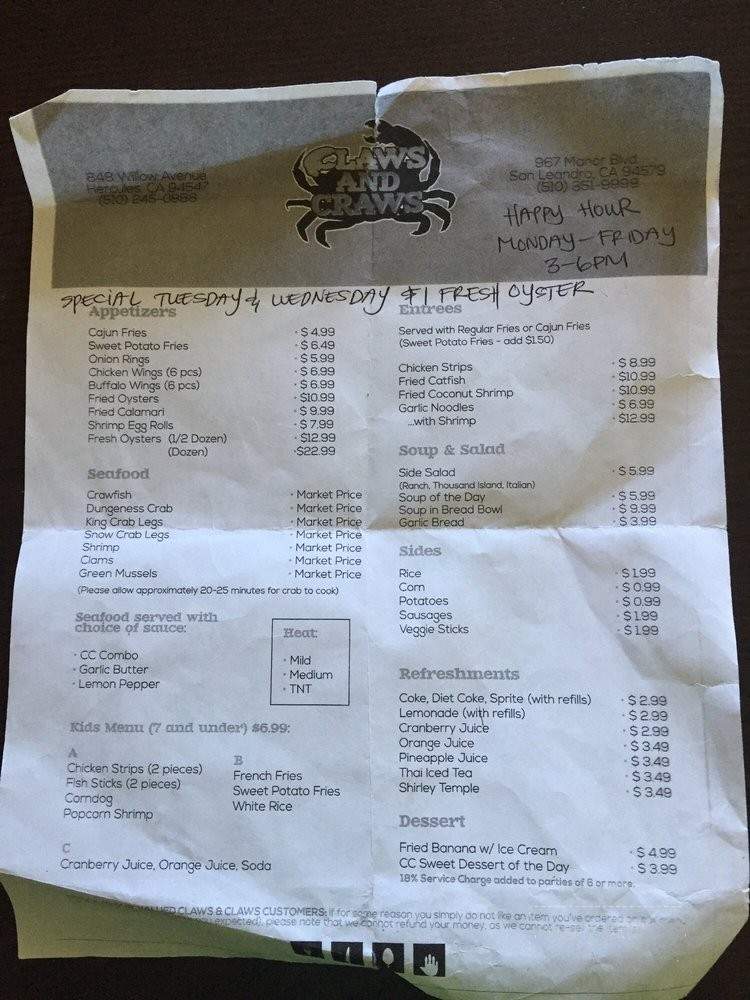 848 Willow Avenue
Hercules, CA 94547
(510) 245-0888
CLAWS
AND
CRAWS
967 Manor Blvd
San Leandro, CA 94579
(510) 351-9999
HAPPY HOUR
MONDAY - FRIDAY
3-6PM
SPECIAL TUESDAY & WEDNESDAY $1 FRESH OYSTER
Appetizers
Cajun Fries • $4.99
Sweet Potato Fries • $6.49
Onion Rings • $5.99
Chicken Wings (6 pcs) • $6.99
Buffalo Wings (6 pcs) • $6.99
Fried Oysters • $10.99
Fried Calamari • $9.99
Shrimp Egg Rolls • $7.99
Fresh Oysters (1/2 Dozen) • $12.99
(Dozen) • $22.99
Seafood
Crawfish • Market Price
Dungeness Crab • Market Price
King Crab Legs • Market Price
Snow Crab Legs • Market Price
Shrimp • Market Price
Clams • Market Price
Green Mussels • Market Price
(Please allow approximately 20-25 minutes for crab to cook)
Seafood served with
choice of sauce:
• CC Combo
• Garlic Butter
• Lemon Pepper
Heat:
• Mild
• Medium
• TNT
Kids Menu (7 and under) $6.99:
A
Chicken Strips (2 pieces)
Fish Sticks (2 pieces)
Corndog
Popcorn Shrimp
B
French Fries
Sweet Potato Fries
White Rice
C
Cranberry Juice, Orange Juice, Soda
Entrees
Served with Regular Fries or Cajun Fries
(Sweet Potato Fries - add $1.50)
Chicken Strips • $8.99
Fried Catfish • $10.99
Fried Coconut Shrimp • $10.99
Garlic Noodles • $6.99
...with Shrimp • $12.99
Soup & Salad
Side Salad • $5.99
(Ranch, Thousand Island, Italian)
Soup of the Day • $5.99
Soup in Bread Bowl • $9.99
Garlic Bread • $3.99
Sides
Rice • $1.99
Corn • $0.99
Potatoes • $0.99
Sausages • $1.99
Veggie Sticks • $1.99
Refreshments
Coke, Diet Coke, Sprite (with refills) • $2.99
Lemonade (with refills) • $2.99
Cranberry Juice • $2.99
Orange Juice • $3.49
Pineapple Juice • $3.49
Thai Iced Tea • $3.49
Shirley Temple • $3.49
Dessert
Fried Banana w/ Ice Cream • $4.99
CC Sweet Dessert of the Day • $3.99
18% Service Charge added to parties of 6 or more.
CLAWS & CLAWS CUSTOMERS: If for some reason you simply do not like an item you've ordered
expected), please note that we cannot refund your money, as we cannot re-sell the item